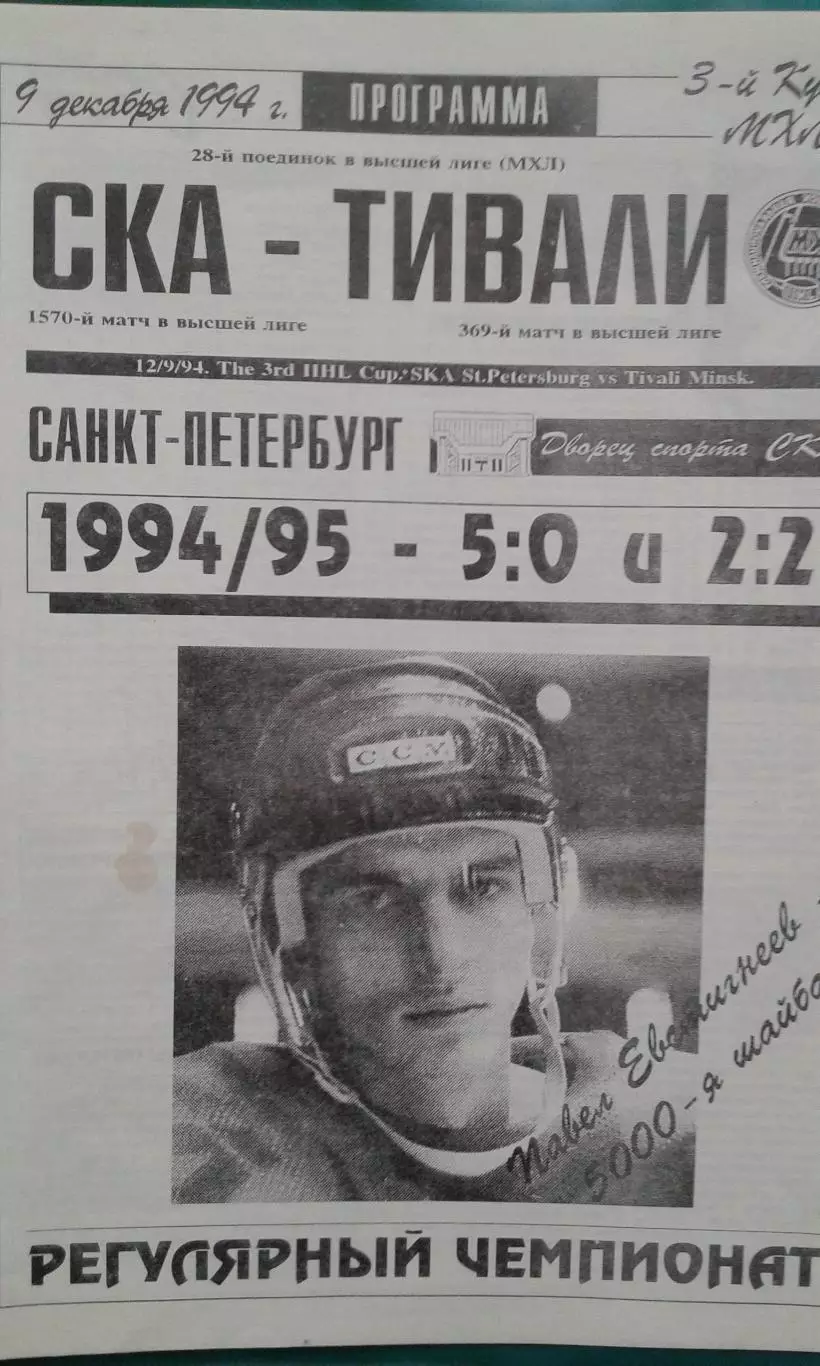 9 декабря 1994 г. ПРОГРАММА 3-й Ку
МХЛ
28-й поединок в высшей лиге (МХЛ)
СКА - ТИВАЛИ
1570-й матч в высшей лиге 369-й матч в высшей лиге
12/9/94. The 3rd IIHL Cup: SKA St.Petersburg vs Tivali Minsk.
САНКТ-ПЕТЕРБУРГ Дворец спорта СК
1994/95 - 5:0 и 2:2
CCM
Павел Евстигнеев -
5000-я шайба
РЕГУЛЯРНЫЙ ЧЕМПИОНАТ